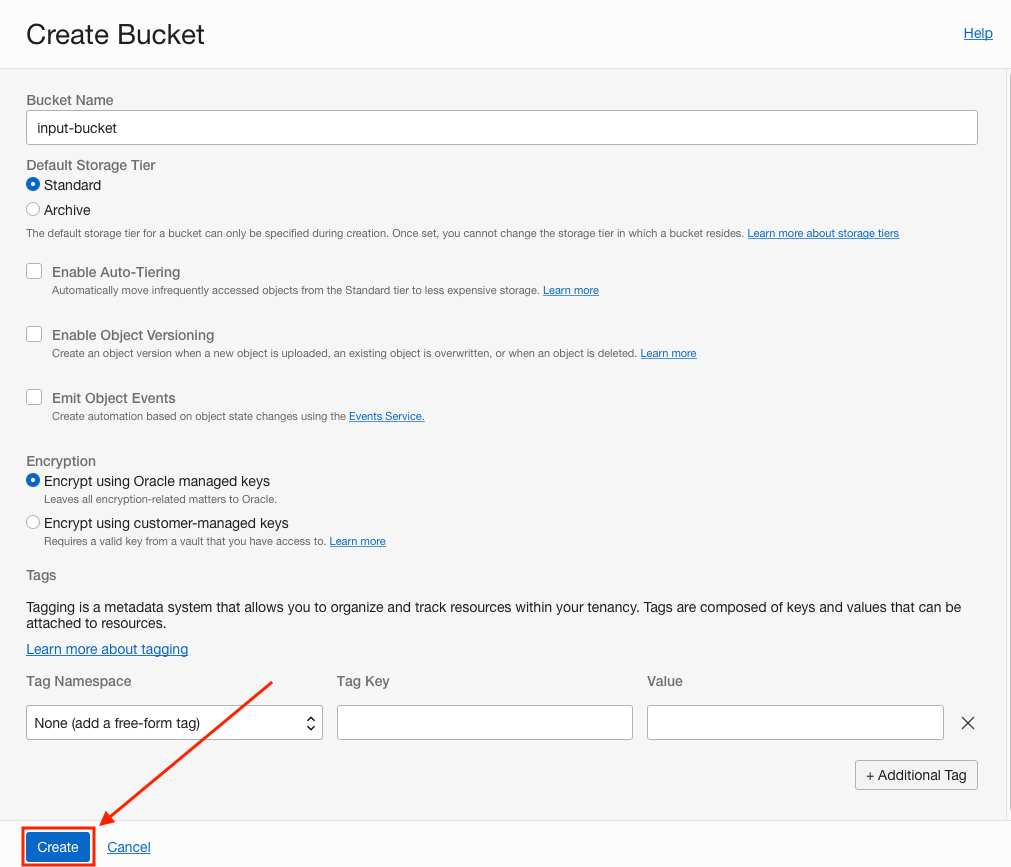 Create Bucket
Help
Bucket Name
input-bucket
Default Storage Tier
Standard
Archive
The default storage tier for a bucket can only be specified during creation. Once set, you cannot change the storage tier in which a bucket resides. Learn more about storage tiers
Enable Auto-Tiering
Automatically move infrequently accessed objects from the Standard tier to less expensive storage. Learn more
Enable Object Versioning
Create an object version when a new object is uploaded, an existing object is overwritten, or when an object is deleted. Learn more
Emit Object Events
Create automation based on object state changes using the Events Service.
Encryption
Encrypt using Oracle managed keys
Leaves all encryption-related matters to Oracle.
Encrypt using customer-managed keys
Requires a valid key from a vault that you have access to. Learn more
Tags
Tagging is a metadata system that allows you to organize and track resources within your tenancy. Tags are composed of keys and values that can be
attached to resources.
Learn more about tagging
Tag Namespace
Tag Key
Value
None (add a free-form tag)
+ Additional Tag
Create
Cancel